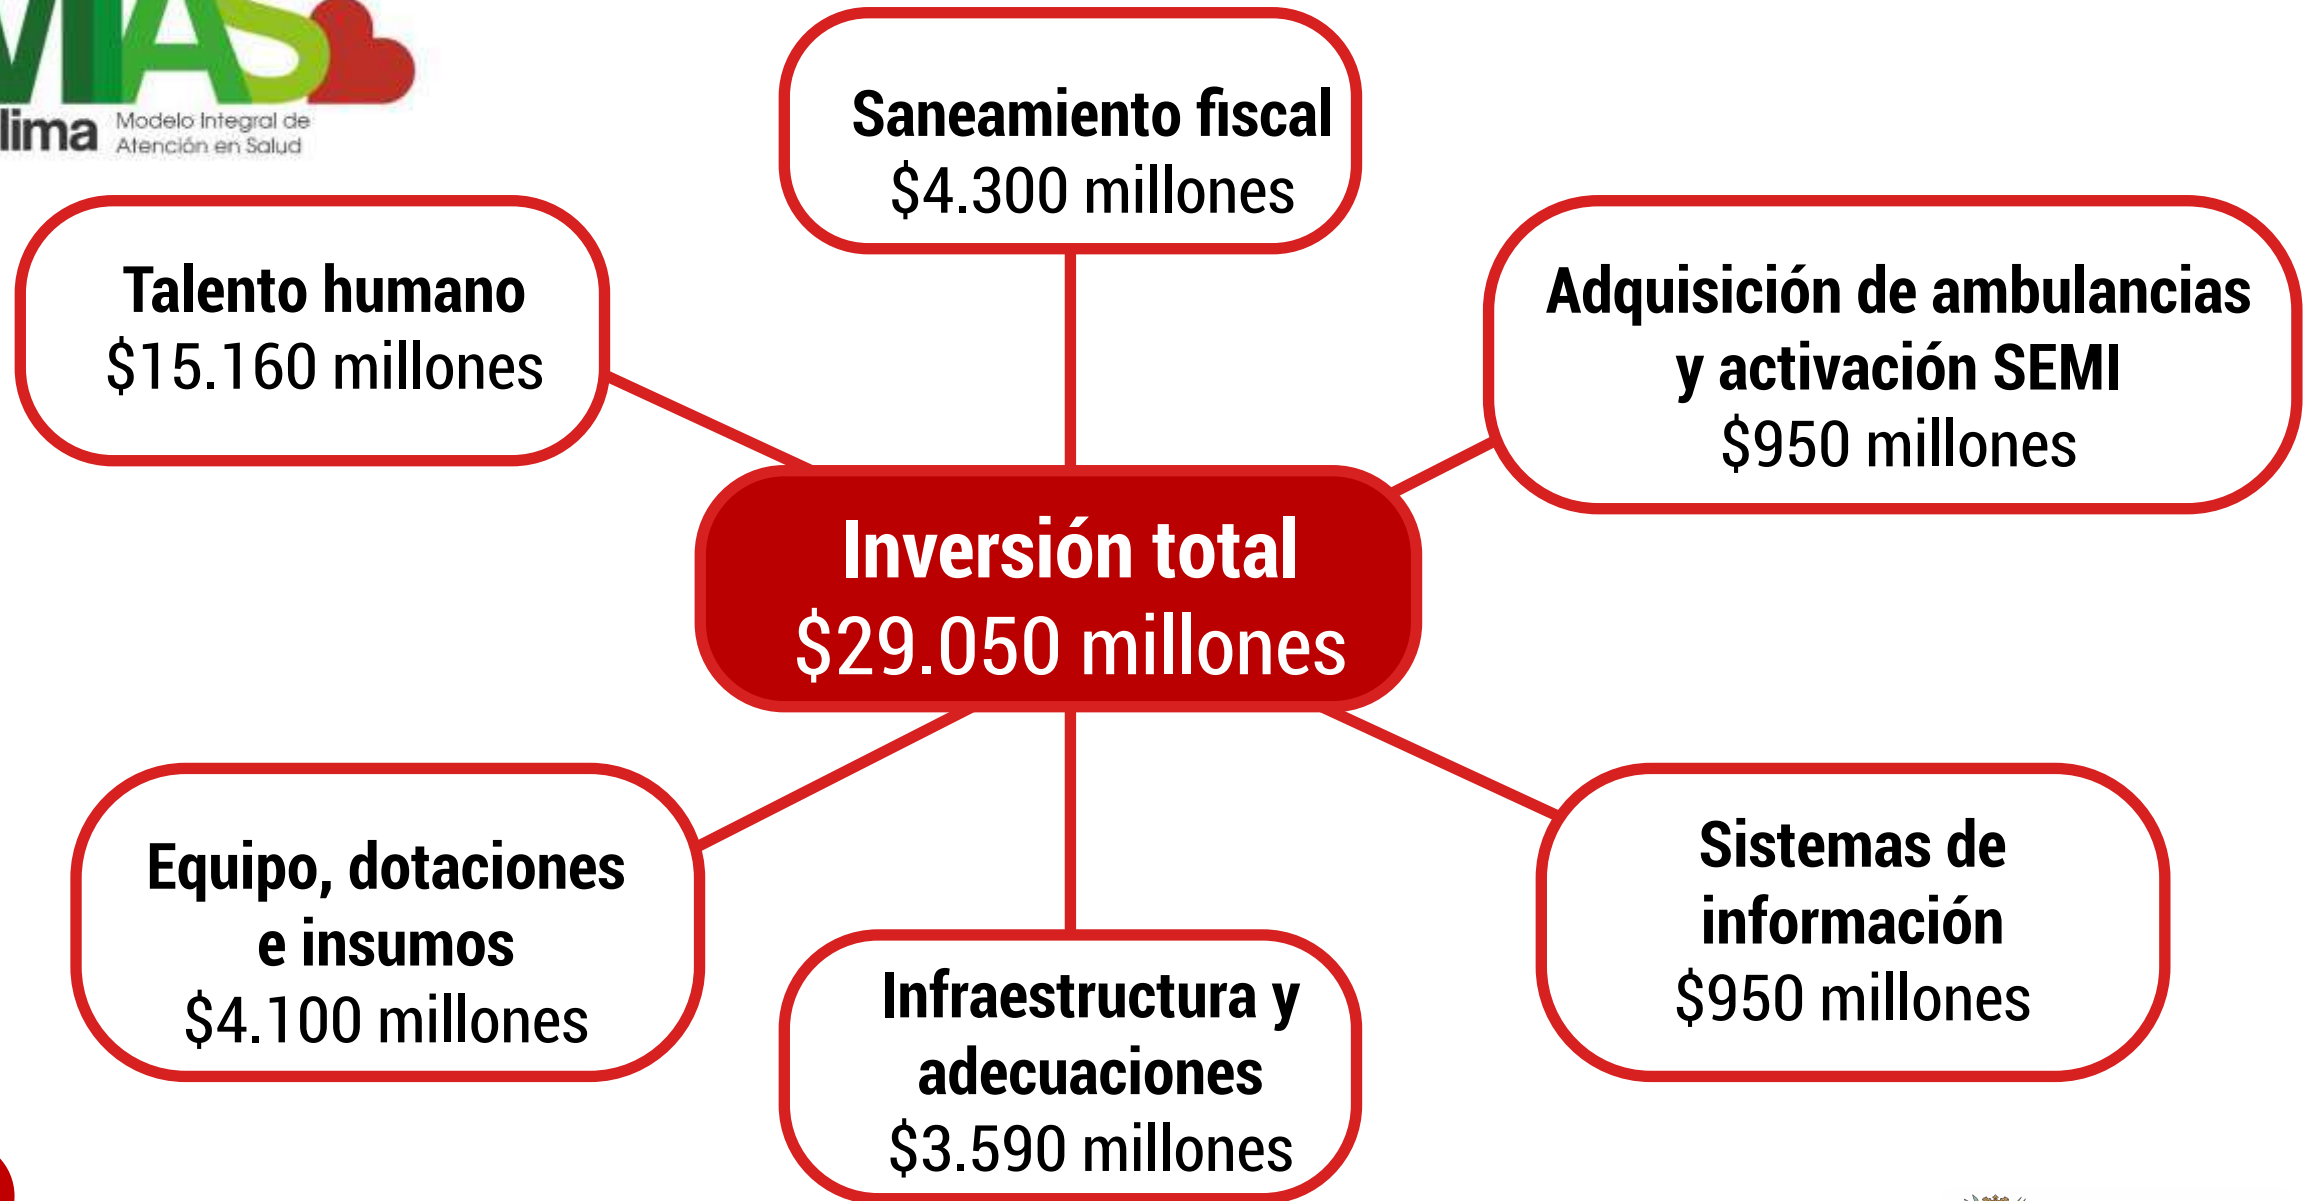 MAS
lima
Modelo Integral de
Atención en Salud
Saneamiento fiscal
$4.300 millones
Talento humano
$15.160 millones
Adquisición de ambulancias
y activación SEMI
$950 millones
Inversión total
$29.050 millones
Equipo, dotaciones
e insumos
$4.100 millones
Infraestructura y
adecuaciones
$3.590 millones
Sistemas de
información
$950 millones